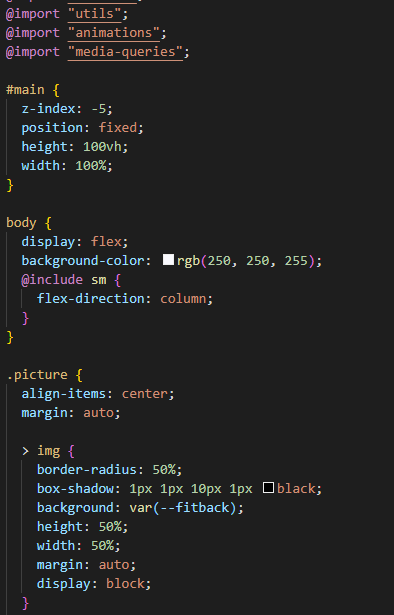 @import "utils";
@import "animations";
@import "media-queries";
#main {
z-index: -5;
position: fixed;
height: 100vh;
width: 100%;
}
body {
display: flex;
background-color: rgb(250, 250, 255);
@include sm {
flex-direction: column;
}
}
.picture {
align-items: center;
margin: auto;
> img {
border-radius: 50%;
box-shadow: 1px 1px 10px 1px black;
background: var(--fitback);
height: 50%;
width: 50%;
margin: auto;
display: block;
}